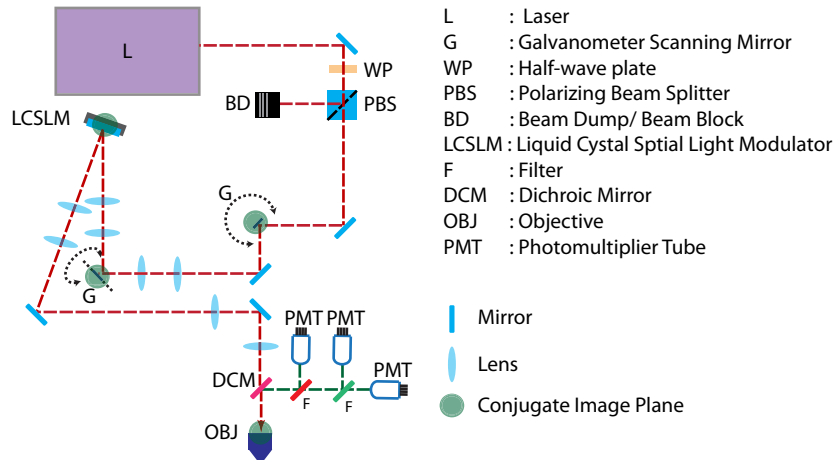 L
WP
BD
PBS
LCSLM
G
G
PMT PMT
PMT
DCM
F
F
OBJ
L : Laser
G : Galvanometer Scanning Mirror
WP : Half-wave plate
PBS : Polarizing Beam Splitter
BD : Beam Dump/ Beam Block
LCSLM : Liquid Cystal Sptial Light Modulator
F : Filter
DCM : Dichroic Mirror
OBJ : Objective
PMT : Photomultiplier Tube
Mirror
Lens
Conjugate Image Plane